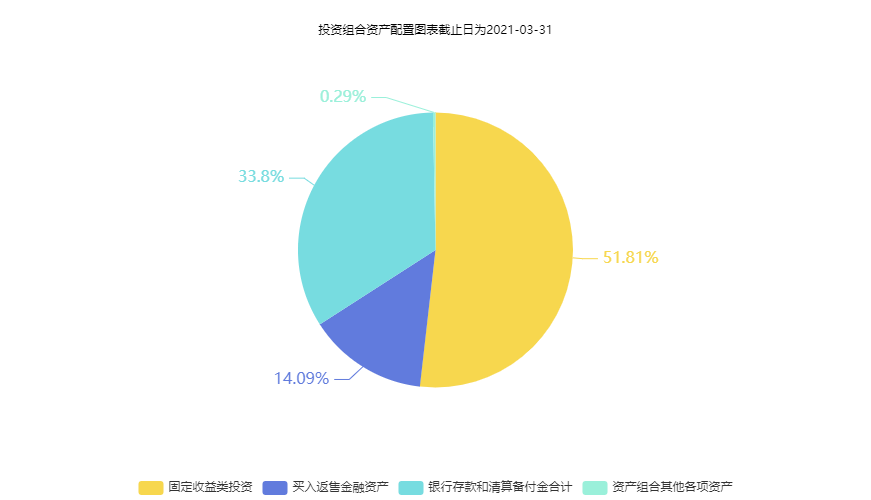 投资组合资产配置图表截止日为2021-03-31
0.29%
33.8%
51.81%
14.09%
固定收益类投资
买入返售金融资产
银行存款和清算备付金合计
资产组合其他各项资产